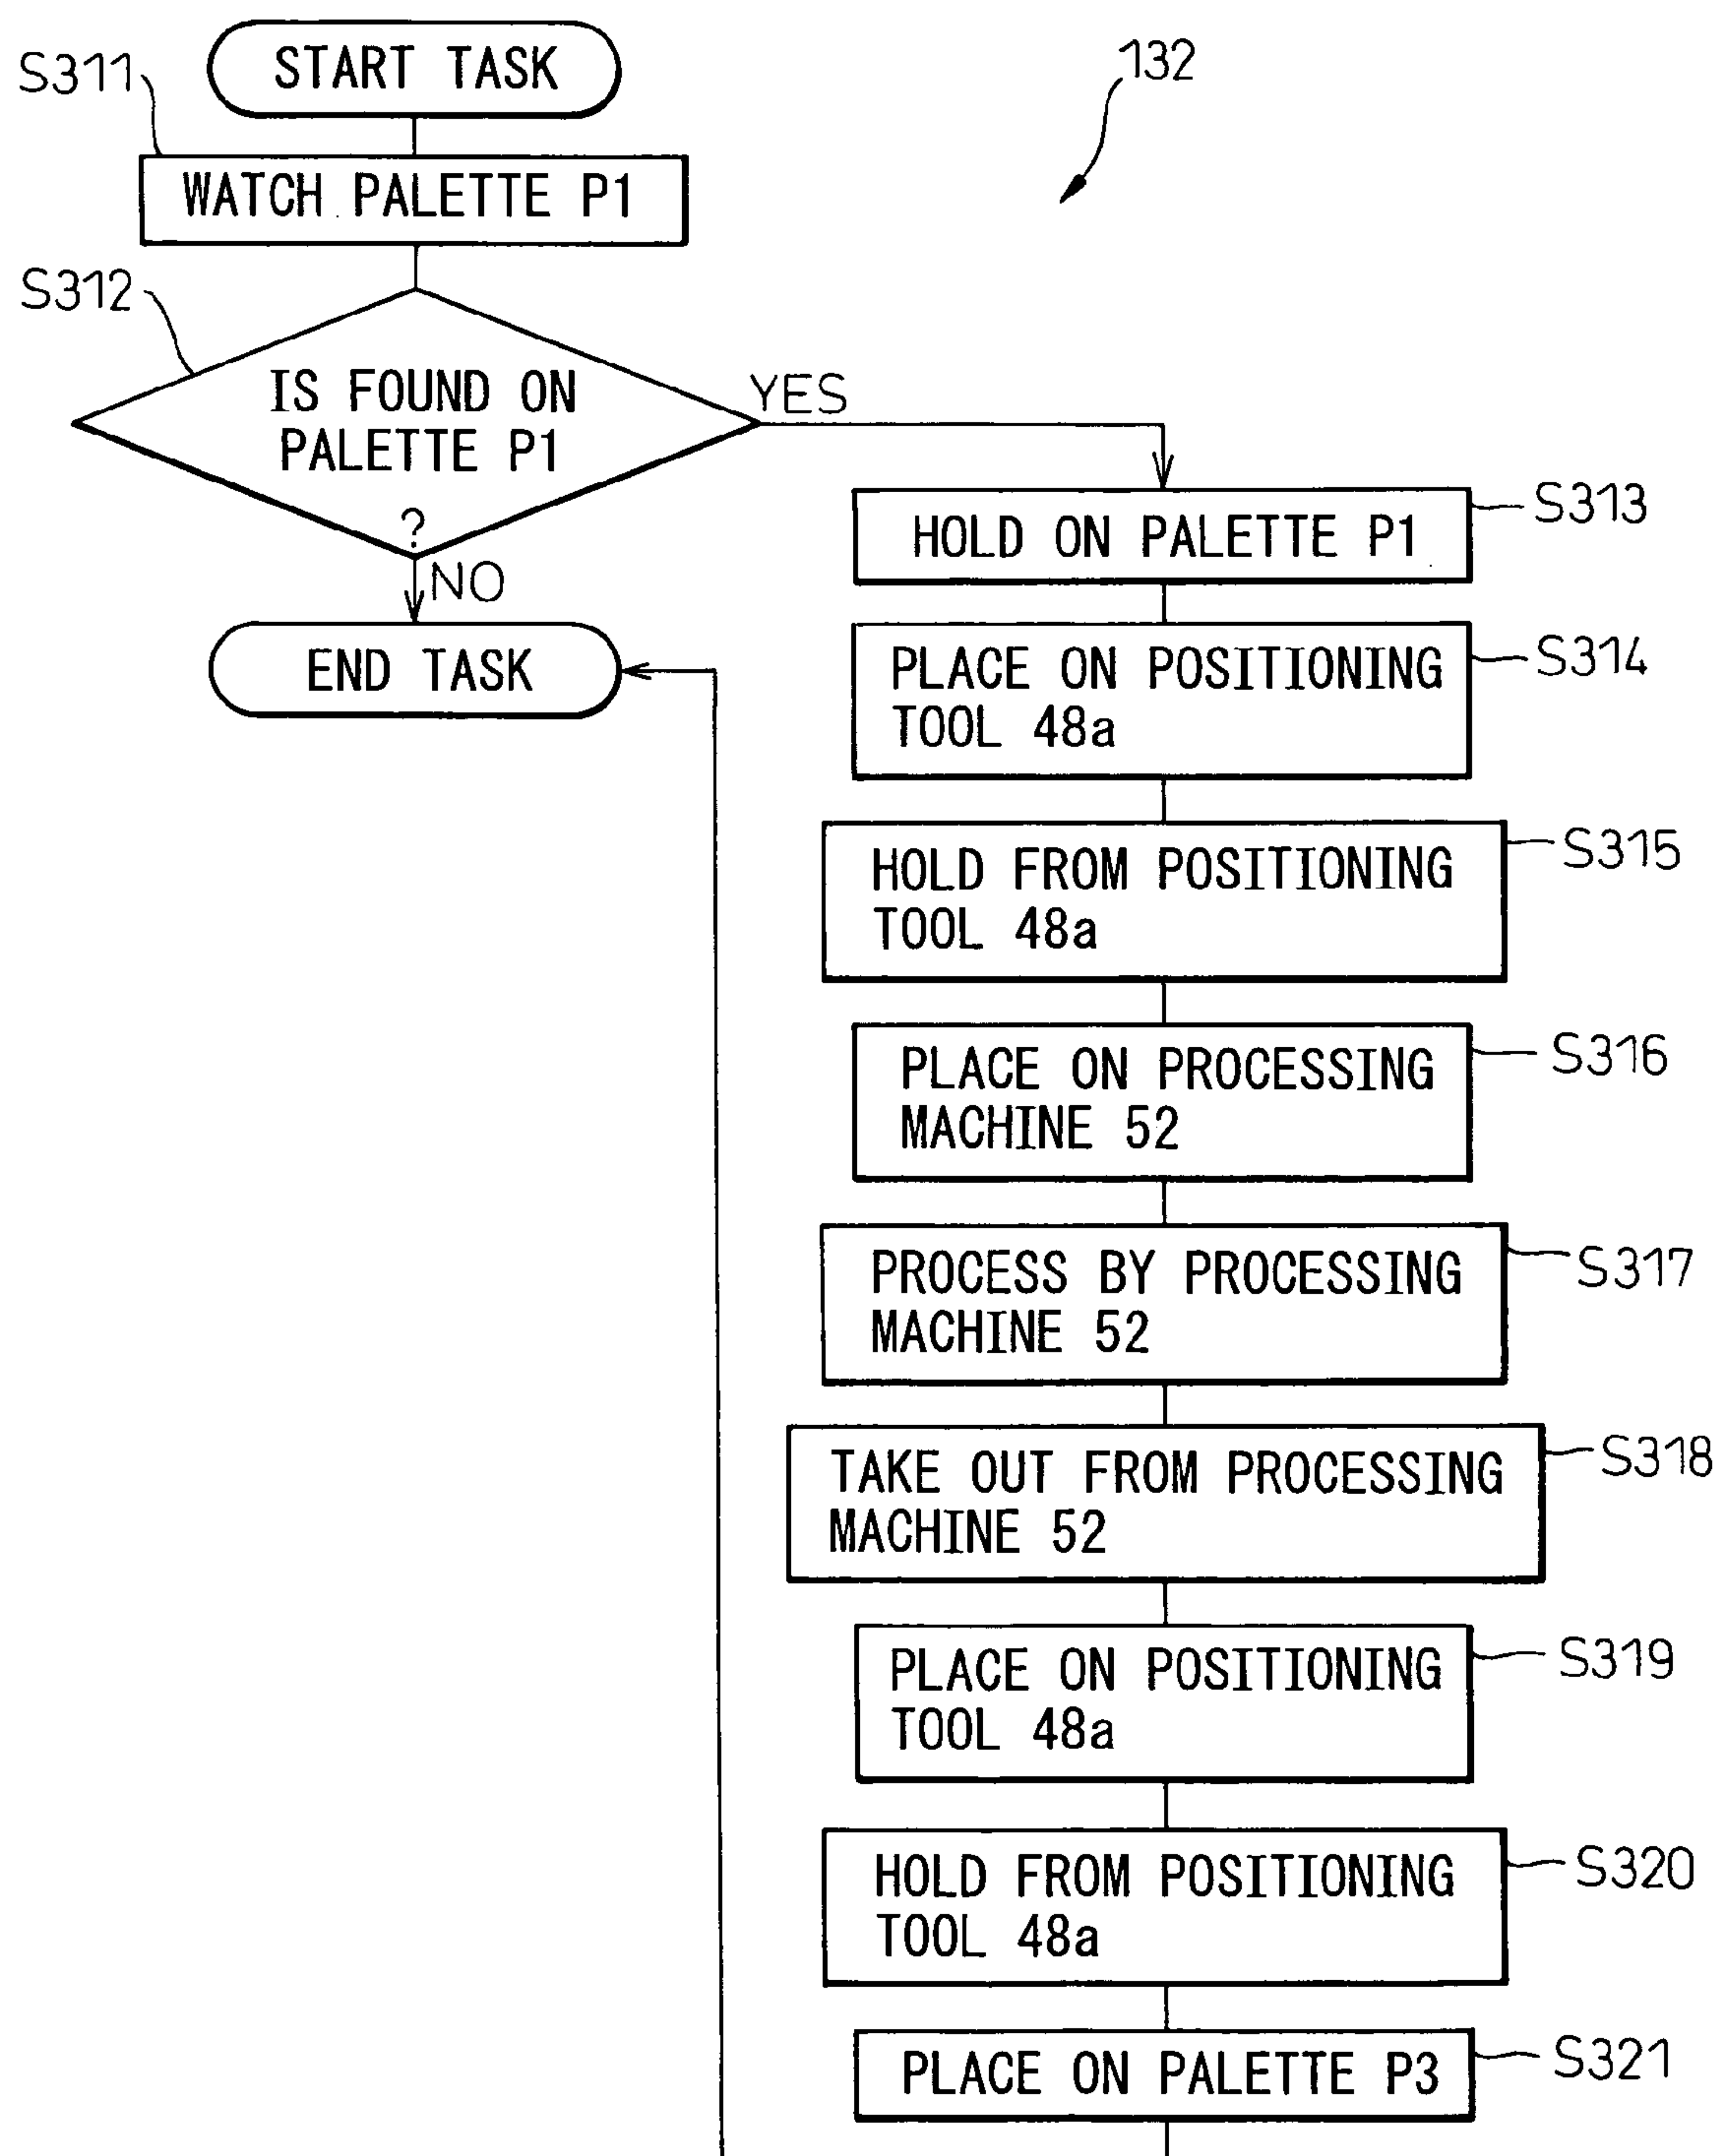 START TASK
S311
132
WATCH PALETTE P1
S312
IS FOUND ON
PALETTE P1
?
YES
NO
END TASK
HOLD ON PALETTE P1
S313
PLACE ON POSITIONING
TOOL 48a
S314
HOLD FROM POSITIONING
TOOL 48a
S315
PLACE ON PROCESSING
MACHINE 52
S316
PROCESS BY PROCESSING
MACHINE 52
S317
TAKE OUT FROM PROCESSING
MACHINE 52
S318
PLACE ON POSITIONING
TOOL 48a
S319
HOLD FROM POSITIONING
TOOL 48a
S320
PLACE ON PALETTE P3
S321